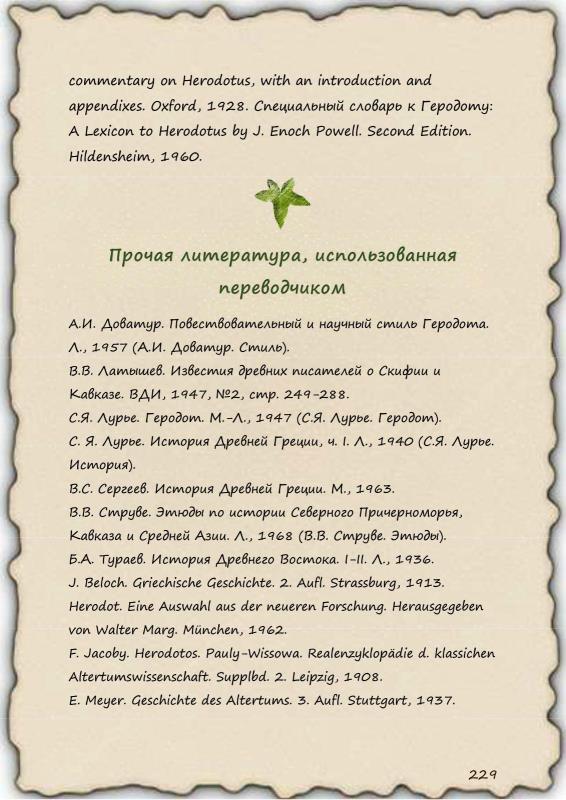 commentary on Herodotus, with an introduction and
appendixes. Oxford, 1928. Специальный словарь к Геродоту:
A Lexicon to Herodotus by J. Enoch Powell. Second Edition.
Hildensheim, 1960.
Прочая литература, использованная
переводчиком
А.И. Доватур. Повествовательный и научный стиль Геродота.
Л., 1957 (А.И. Доватур. Стиль).
В.В. Латышев. Известия древних писателей о Скифии и
Кавказе. ВДИ, 1947, №2, стр. 249-288.
С.Я. Лурье. Геродот. М.-Л., 1947 (С.Я. Лурье. Геродот).
С. Я. Лурье. История Древней Греции, ч. I. Л., 1940 (С.Я. Лурье.
История).
В.С. Сергеев. История Древней Греции. М., 1963.
В.В. Струве. Этюды по истории Северного Причерноморья,
Кавказа и Средней Азии. Л., 1968 (В.В. Струве. Этюды).
Б.А. Тураев. История Древнего Востока. I-II. Л., 1936.
J. Beloch. Griechische Geschichte. 2. Aufl. Strassburg, 1913.
Herodot. Eine Auswahl aus der neueren Forschung. Herausgegeben
von Walter Marg. München, 1962.
F. Jacoby. Herodotos. Pauly-Wissowa. Realenzyklopädie d. klassichen
Altertumswissenschaft. Supplbd. 2. Leipzig, 1908.
E. Meyer. Geschichte des Altertums. 3. Aufl. Stuttgart, 1937.
229